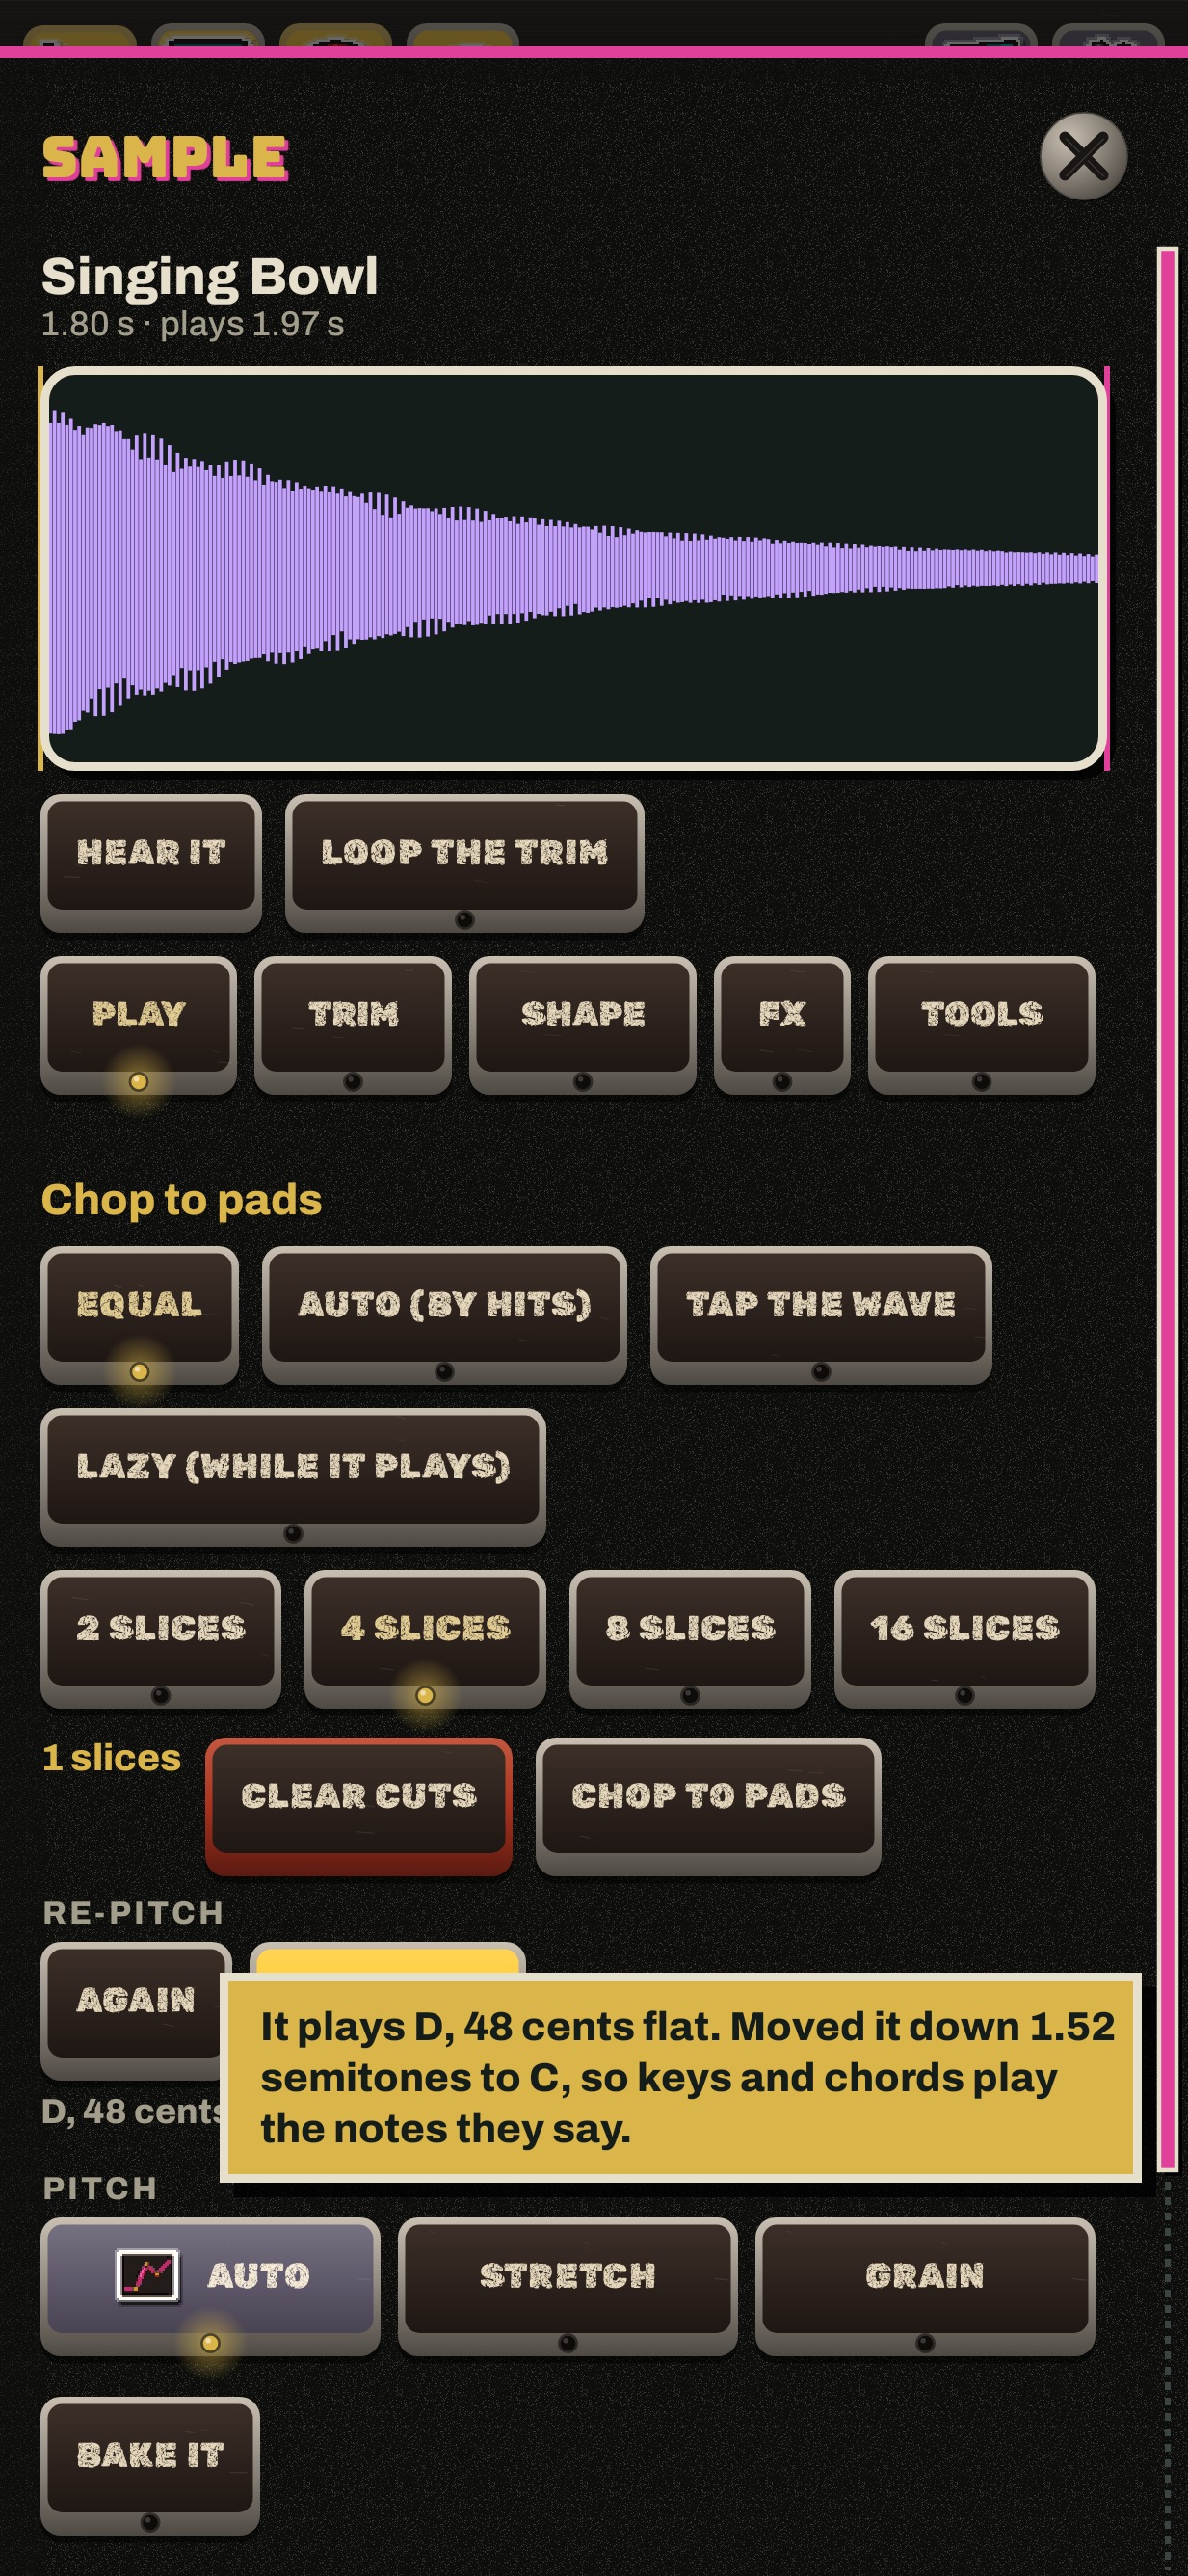 SAMPLE
Singing Bowl
1.80 s · plays 1.97 s
HEAR IT
LOOP THE TRIM
PLAY
TRIM
SHAPE
FX
TOOLS
Chop to pads
EQUAL
AUTO (BY HITS)
TAP THE WAVE
LAZY (WHILE IT PLAYS)
2 SLICES
4 SLICES
8 SLICES
16 SLICES
1 slices
CLEAR CUTS
CHOP TO PADS
RE-PITCH
AGAIN
It plays D, 48 cents flat. Moved it down 1.52
semitones to C, so keys and chords play
the notes they say.
D, 48 cents
PITCH
AUTO
STRETCH
GRAIN
BAKE IT